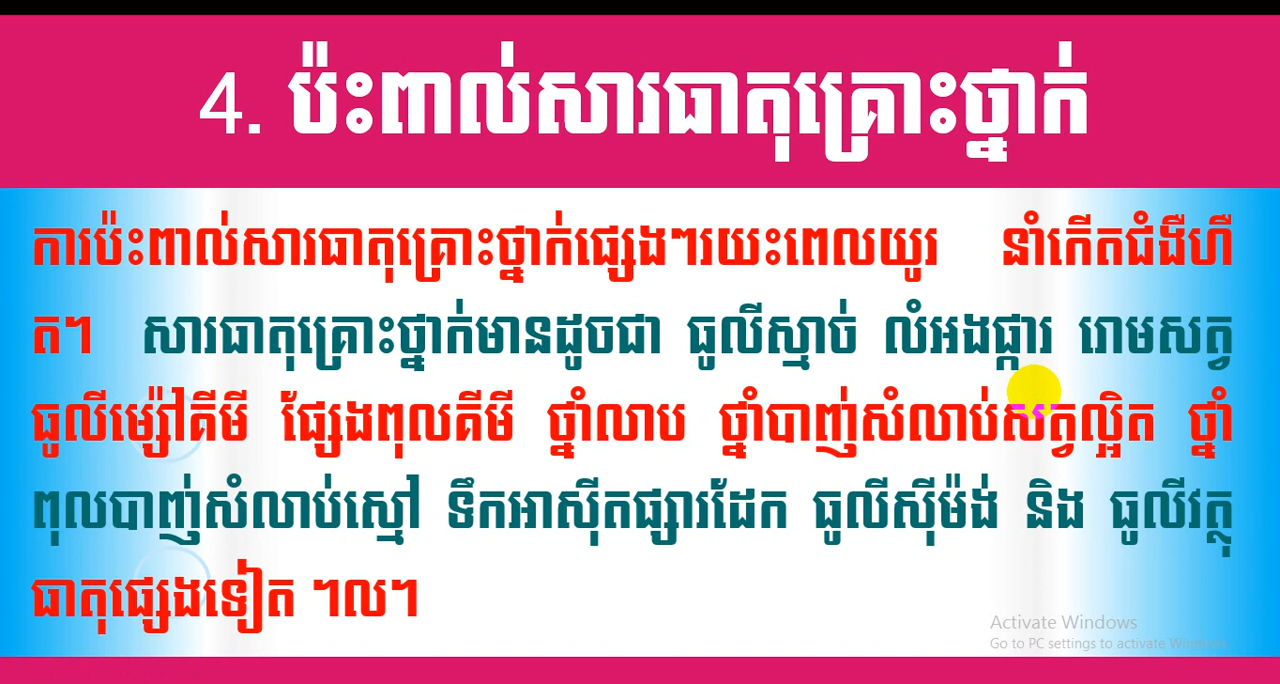 4. ប៉ះពាល់សារធាតុគ្រោះថ្នាក់
ការប៉ះពាល់សារធាតុគ្រោះថ្នាក់ផ្សេងៗរយះពេលយូរ នាំកើតជំងឺហឺ
តៗ សារធាតុគ្រោះថ្នាក់មានដូចជា ធូលីស្មាច់ លំអងផ្ការ រោមសត្វ
ធូលីម្ស៉ៅគីមី ផ្សែងពុលគីមី ថ្នាំលាប ថ្នាំបាញ់សំលាប់សត្វល្អិត ថ្នាំ
ពុលបាញ់សំលាប់ស្មៅ ទឹកអាស៊ីតផ្សារដែក ធូលីស៊ីម៉ង់ និង ធូលីវត្ថុ
ធាតុផ្សេងទៀត ។ល។
Activate Windows
Go to PC settings to activate Windows.